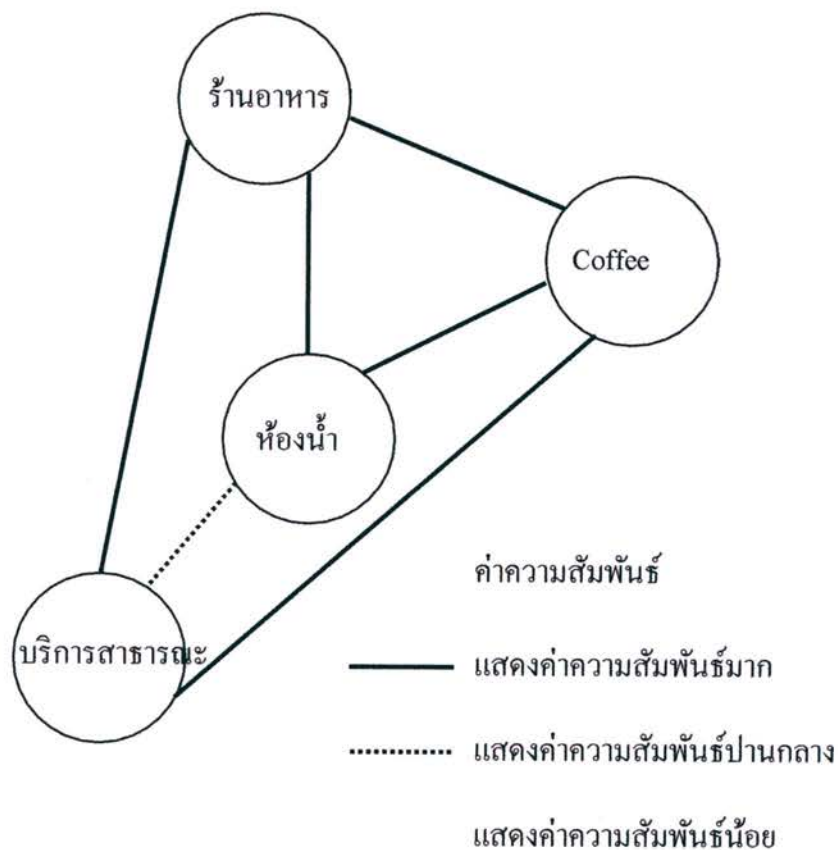 ร้านอาหาร
Coffee
ห้องน้ำ
บริการสาธารณะ
ค่าความสัมพันธ์
แสดงค่าความสัมพันธ์มาก
แสดงค่าความสัมพันธ์ปานกลาง
แสดงค่าความสัมพันธ์น้อย